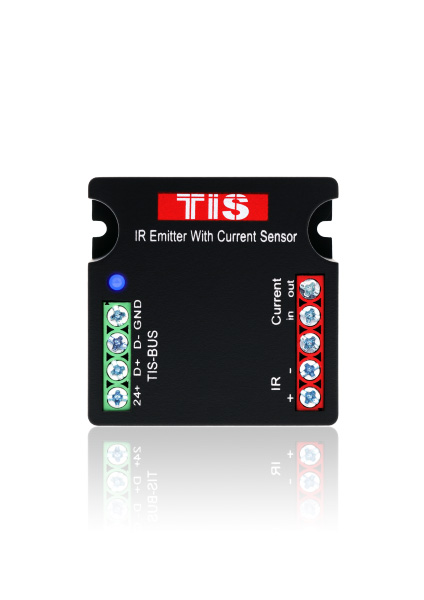 TIS
IR Emitter With Current Sensor
24+ D+ D- GND
TIS-BUS
Current
in out
IR
+ -